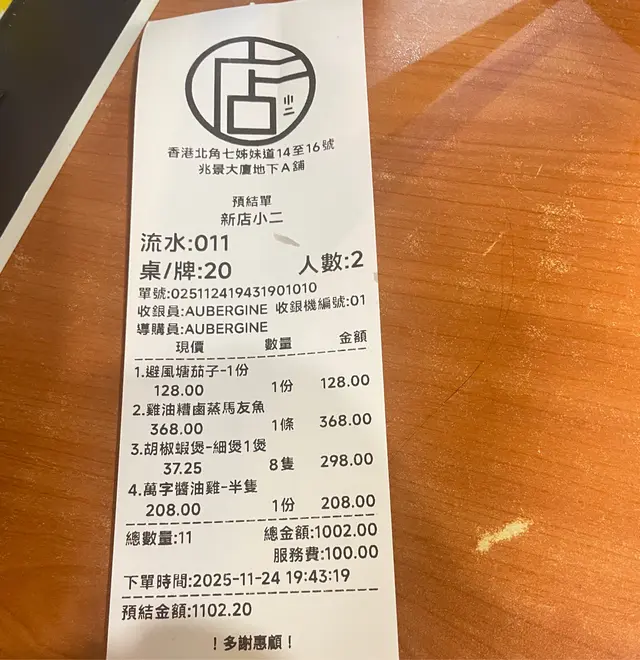 店
小二
香港北角七姊妹道14至16號
兆景大廈地下A舖
預結單
新店小二
流水:011
桌/牌:20 人數:2
單號:025112419431901010
收銀員:AUBERGINE 收銀機編號:01
導購員:AUBERGINE
現價 數量 金額
1.避風塘茄子-1份
128.00 1份 128.00
2.雞油糟鹵蒸馬友魚
368.00 1條 368.00
3.胡椒蝦煲-細煲1煲
37.25 8隻 298.00
4.萬字醬油雞-半隻
208.00 1份 208.00
總數量:11 總金額:1002.00
服務費:100.00
下單時間:2025-11-24 19:43:19
預結金額:1102.20
！多謝惠顧！